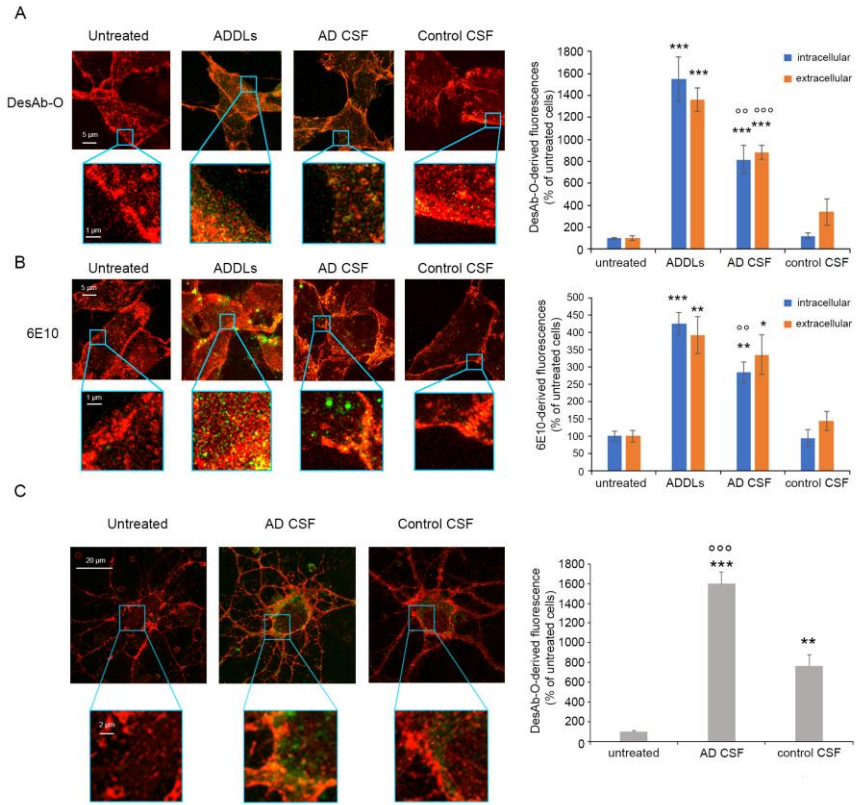 A
Untreated
ADDLs
AD CSF
Control CSF
DesAb-O
5 µm
1 µm
DesAb-O-derived fluorescences
(% of untreated cells)
1800
1600
1400
1200
1000
800
600
400
200
0
*** ***
°° °°°
*** ***
intracellular
extracellular
untreated
ADDLs
AD CSF
control CSF
B
Untreated
ADDLs
AD CSF
Control CSF
6E10
5 µm
1 µm
6E10-derived fluorescences
(% of untreated cells)
500
450
400
350
300
250
200
150
100
50
0
*** **
°°
** *
intracellular
extracellular
untreated
ADDLs
AD CSF
control CSF
C
Untreated
AD CSF
Control CSF
20 µm
2 µm
DesAb-O-derived fluorescence
(% of untreated cells)
1800
1600
1400
1200
1000
800
600
400
200
0
°°°
***
**
untreated
AD CSF
control CSF